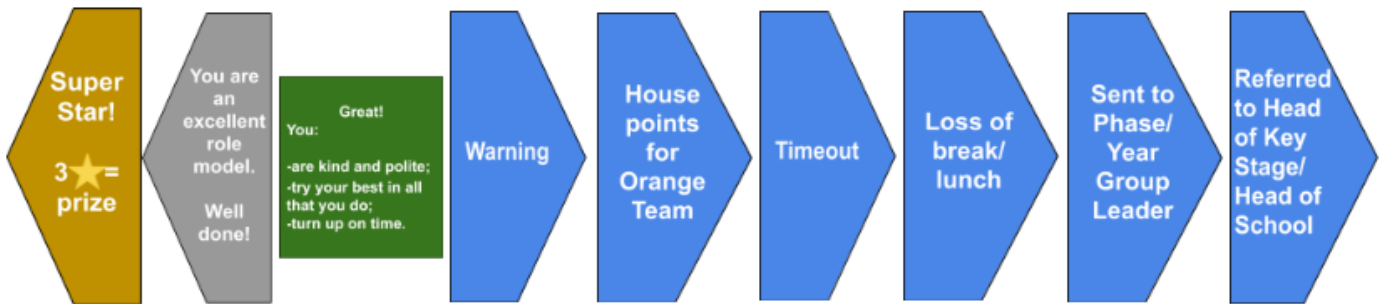 Super
Star!
3 =
prize
You are
an
excellent
role
model.
Well
done!
Great!
You:
-are kind and polite;
-try your best in all
that you do;
-turn up on time.
Warning
House
points
for
Orange
Team
Timeout
Loss of
break/
lunch
Sent to
Phase/
Year
Group
Leader
Referred
to Head
of Key
Stage/
Head of
School